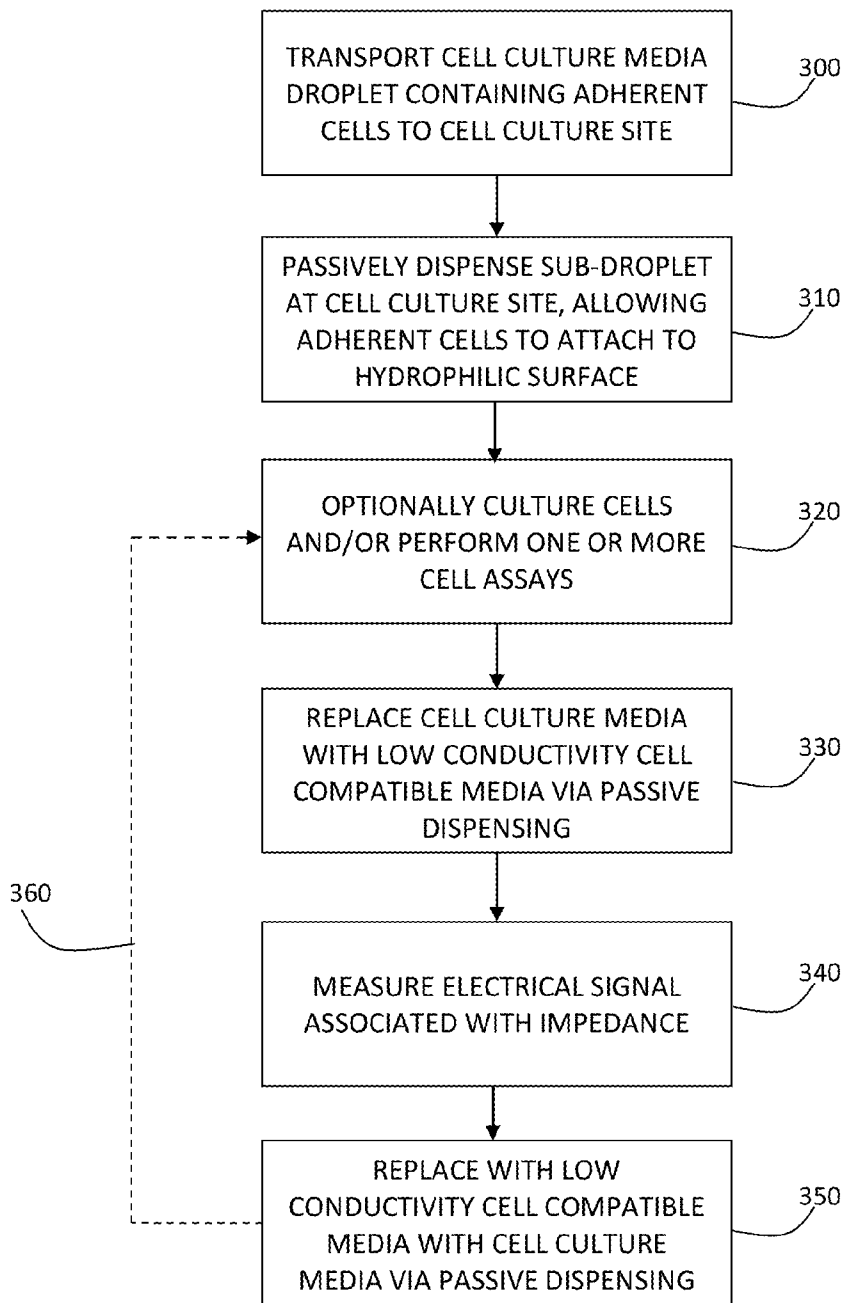 TRANSPORT CELL CULTURE MEDIA
DROPLET CONTAINING ADHERENT
CELLS TO CELL CULTURE SITE
300
PASSIVELY DISPENSE SUB-DROPLET
AT CELL CULTURE SITE, ALLOWING
ADHERENT CELLS TO ATTACH TO
HYDROPHILIC SURFACE
310
OPTIONALLY CULTURE CELLS
AND/OR PERFORM ONE OR MORE
CELL ASSAYS
320
REPLACE CELL CULTURE MEDIA
WITH LOW CONDUCTIVITY CELL
COMPATIBLE MEDIA VIA PASSIVE
DISPENSING
330
360
MEASURE ELECTRICAL SIGNAL
ASSOCIATED WITH IMPEDANCE
340
REPLACE WITH LOW
CONDUCTIVITY CELL COMPATIBLE
MEDIA WITH CELL CULTURE
MEDIA VIA PASSIVE DISPENSING
350